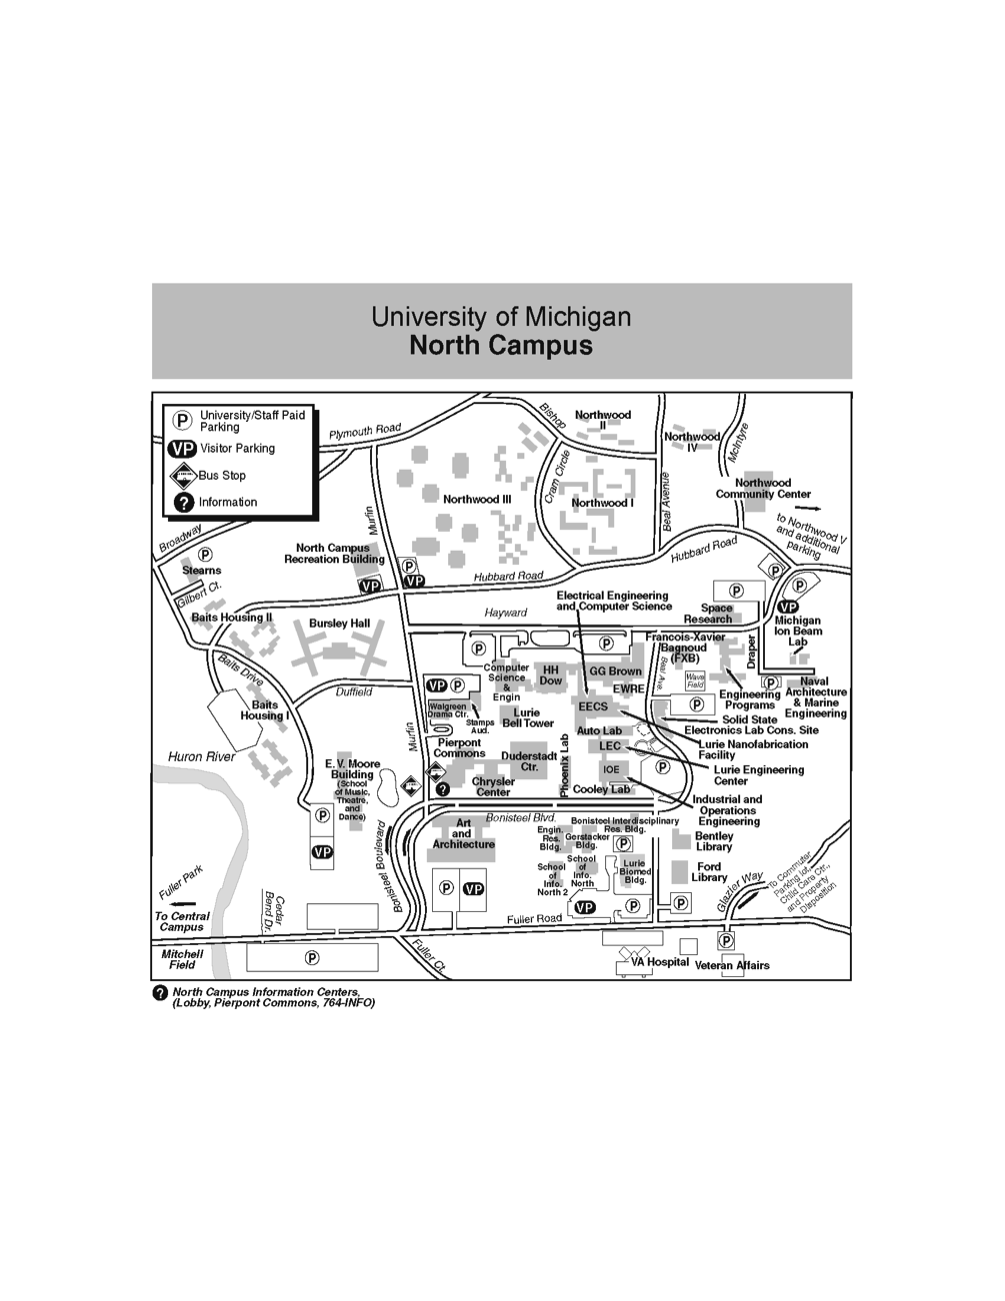 University of Michigan
North Campus
P University/Staff Paid
Parking
VP Visitor Parking
Bus Stop
? Information
Plymouth Road
Bishop
Northwood
II
Northwood
IV
McIntyre
Northwood
Community Center
Cram Circle
Northwood I
Beal Avenue
Northwood III
Murfin
to Northwood V
and additional
parking
Broadway
P
Stearns
Gilbert Ct.
North Campus
Recreation Building
VP
P
VP
Hubbard Road
Hubbard Road
P
P
P
VP
Michigan
Ion Beam
Lab
Electrical Engineering
and Computer Science
Hayward
Space
Research
Baits Housing II
Bursley Hall
Francois-Xavier
Bagnoud
(FXB)
Draper
P
P
Computer
Science
&
Engin
HH
Dow
GG Brown
EWRE
Beal Ave
Wave
Field
P
Naval
Architecture
& Marine
Engineering
Engineering
Programs
Baits Drive
Duffield
VP P
Walgreen
Drama Ctr.
Stamps
Aud.
Lurie
Bell Tower
EECS
P
Solid State
Electronics Lab Cons. Site
Baits
Housing I
Murfin
Auto Lab
Lurie Nanofabrication
Facility
Huron River
Pierpont
Commons
Duderstadt
Ctr.
Phoenix Lab
LEC
IOE
P
Lurie Engineering
Center
E. V. Moore
Building
(School
of Music,
Theatre,
and
Dance)
?
Chrysler
Center
Cooley Lab
Industrial and
Operations
Engineering
P
VP
Bonisteel Boulevard
Bonisteel Blvd.
Art
and
Architecture
Bonisteel Interdisciplinary
Res. Bldg.
Engin.
Res.
Bldg.
Gerstacker
Bldg.
P
Bentley
Library
School
of
Info.
North
School
of
Info.
North 2
Lurie
Biomed
Bldg.
Ford
Library
Glazier Way
To Commuter
Parking lot,
Child Care Ctr.,
and Property
Disposition
Fuller Park
To Central
Campus
Cedar
Bend Dr.
P VP
VP
P
P
Fuller Road
Mitchell
Field
P
Fuller Ct.
P
VA Hospital
Veteran Affairs
? North Campus Information Centers,
(Lobby, Pierpont Commons, 764-INFO)